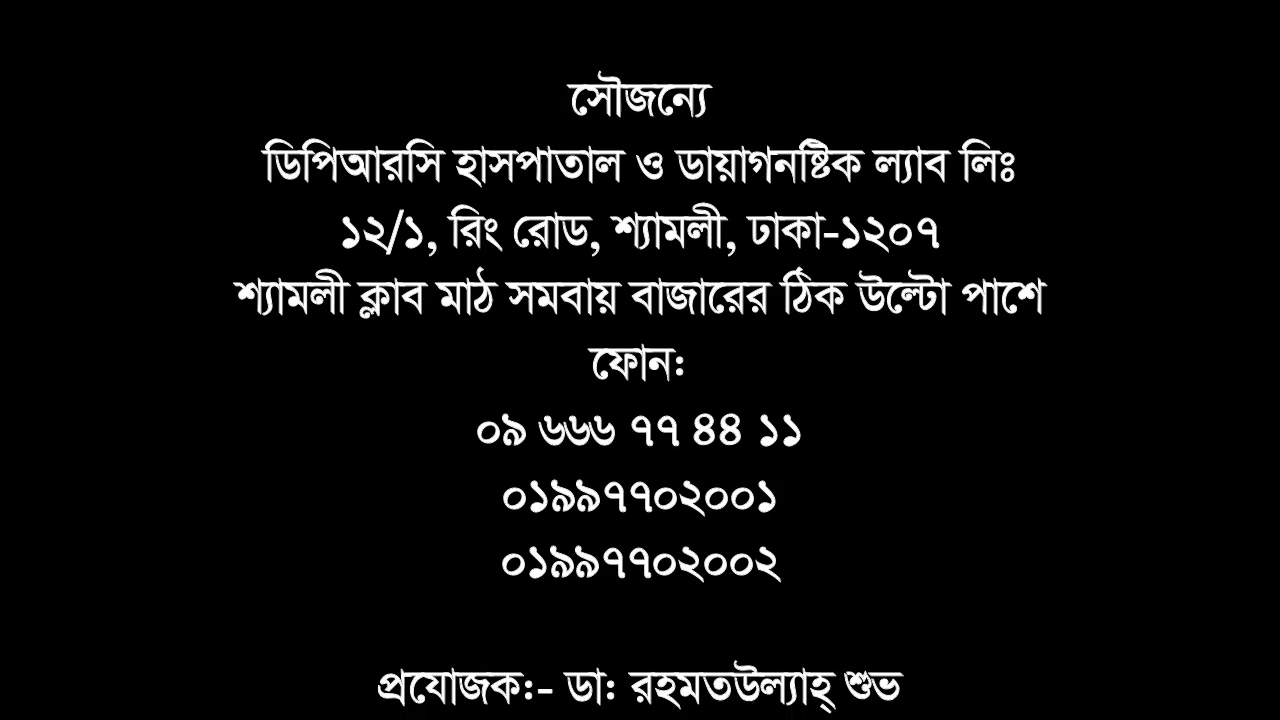 সৌজন্যে
ডিপিআরসি হাসপাতাল ও ডায়াগনষ্টিক ল্যাব লিঃ
১২/১, রিং রোড, শ্যামলী, ঢাকা-১২০৭
শ্যামলী ক্লাব মাঠ সমবায় বাজারের ঠিক উল্টো পাশে
ফোন:
০৯ ৬৬৬ ৭৭ ৪৪ ১১
০১৯৯৭৭০২০০১
০১৯৯৭৭০২০০২
প্রযোজক:- ডা: রহমতউল্যাহ্ শুভ